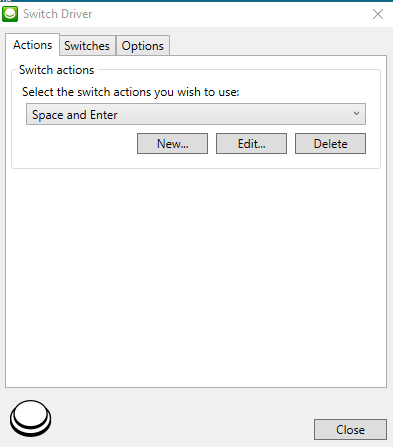 Switch Driver
Actions Switches Options
Switch actions
Select the switch actions you wish to use:
Space and Enter
New... Edit... Delete
Close